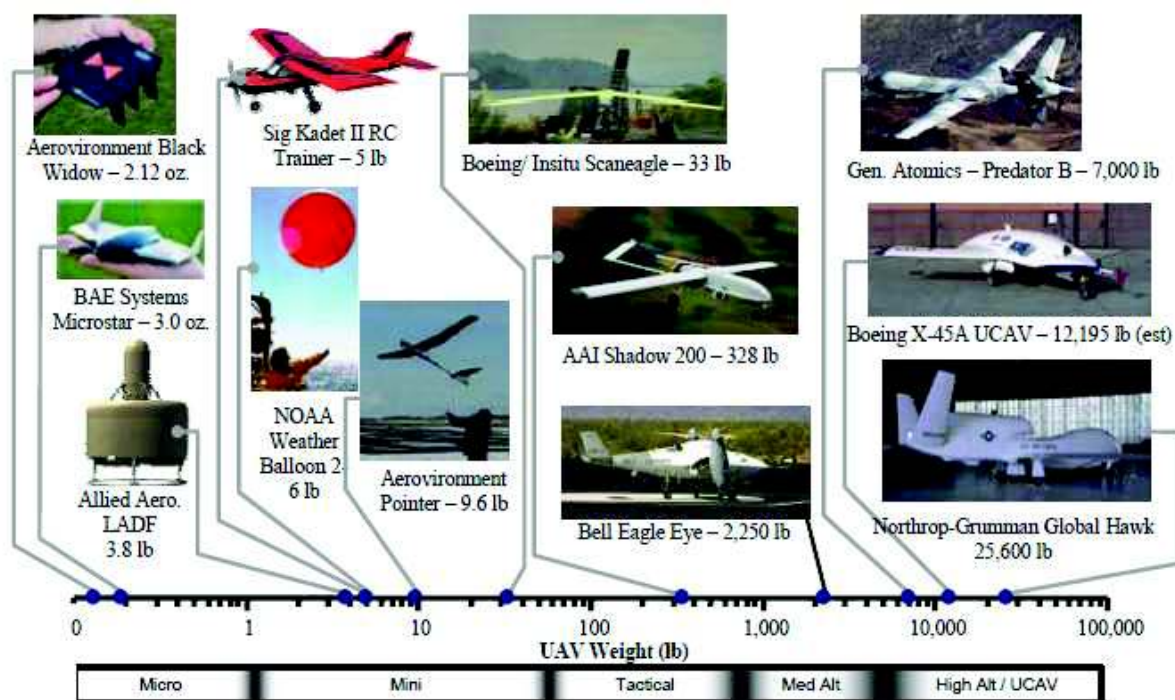 Aerovironment Black
Widow – 2.12 oz.
BAE Systems
Microstar – 3.0 oz.
Allied Aero.
LADF
3.8 lb
Sig Kadet II RC
Trainer – 5 lb
NOAA
Weather
Balloon 2-
6 lb
Aerovironment
Pointer – 9.6 lb
Boeing/ Insitu Scaneagle – 33 lb
AAI Shadow 200 – 328 lb
Bell Eagle Eye – 2,250 lb
Gen. Atomics – Predator B – 7,000 lb
Boeing X-45A UCAV – 12,195 lb (est)
Northrop-Grumman Global Hawk
25,600 lb
0 1 10 100 1,000 10,000 100,000
UAV Weight (lb)
Micro Mini Tactical Med Alt High Alt / UCAV